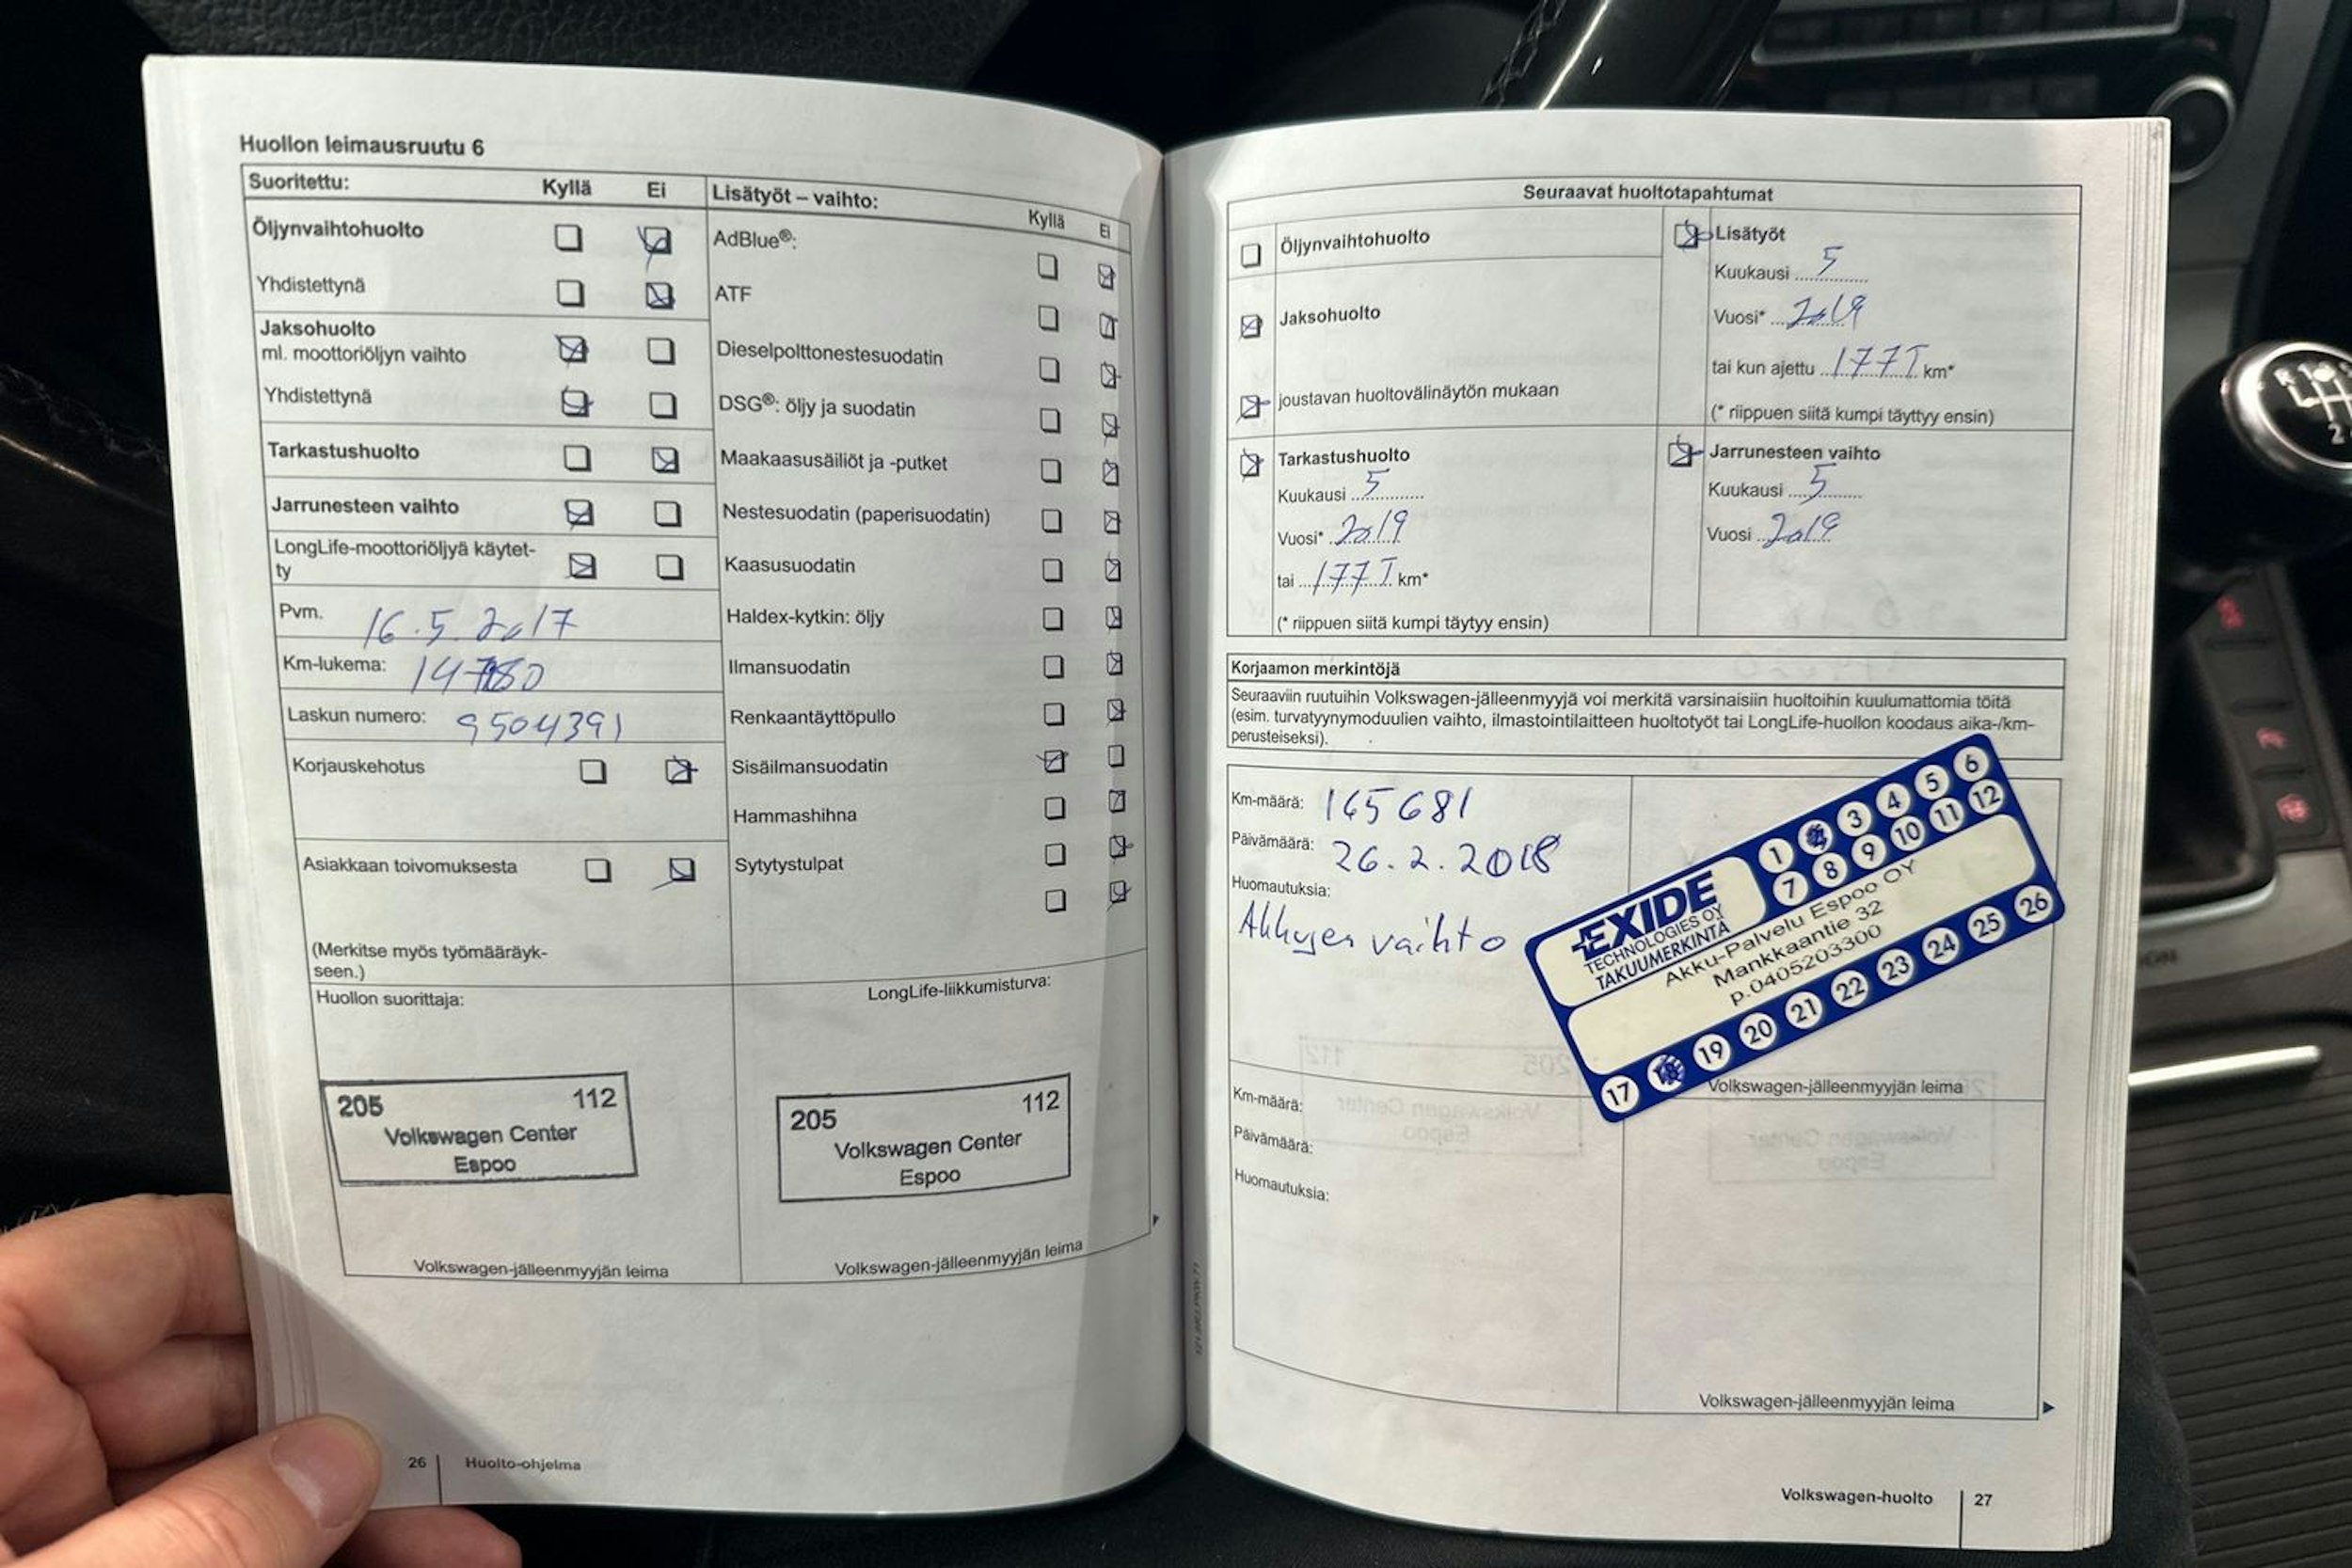 Huollon leimausruutu 6
Suoritettu: Kyllä Ei
Öljynvaihtohuolto
Yhdistettynä
Jaksohuolto
ml. moottoriöljyn vaihto
Yhdistettynä
Tarkastushuolto
Jarrunesteen vaihto
LongLife-moottoriöljyä käytet-
ty
Pvm. 16.5.2017
Km-lukema:
Laskun numero: 9504391
Korjauskehotus
Asiakkaan toivomuksesta
(Merkitse myös työmääräyk-
seen.)
Huollon suorittaja:
205 112
Volkswagen Center
Espoo
Volkswagen-jälleenmyyjän leima
Lisätyöt – vaihto: Kyllä Ei
AdBlue®:
ATF
Dieselpolttonestesuodatin
DSG®: öljy ja suodatin
Maakaasusäiliöt ja -putket
Nestesuodatin (paperisuodatin)
Kaasusuodatin
Haldex-kytkin: öljy
Ilmansuodatin
Renkaantäyttöpullo
Sisäilmansuodatin
Hammashihna
Sytytystulpat
LongLife-liikkumisturva:
205 112
Volkswagen Center
Espoo
Volkswagen-jälleenmyyjän leima
26 Huolto-ohjelma
Seuraavat huoltotapahtumat
Öljynvaihtohuolto
Jaksohuolto
joustavan huoltovälinäytön mukaan
Tarkastushuolto
Kuukausi 5
Vuosi* 2019
tai 177 T km*
(* riippuen siitä kumpi täytyy ensin)
Lisätyöt
Kuukausi 5
Vuosi* 2019
tai kun ajettu 177 T km*
(* riippuen siitä kumpi täyttyy ensin)
Jarrunesteen vaihto
Kuukausi 5
Vuosi 2019
Korjaamon merkintöjä
Seuraaviin ruutuihin Volkswagen-jälleenmyyjä voi merkitä varsinaisiin huoltoihin kuulumattomia töitä
(esim. turvatyynymoduulien vaihto, ilmastointilaitteen huoltotyöt tai LongLife-huollon koodaus aika-/km-
perusteiseksi).
Km-määrä: 165681
Päivämäärä: 26.2.2018
Huomautuksia:
Akkujen vaihto
1 3 4 5 6
7 8 9 10 11 12
EXIDE
TECHNOLOGIES OY
TAKUUMERKINTÄ
Akku-Palvelu Espoo OY
Mankkaantie 32
p.0405203300
17 18 19 20 21 22 23 24 25 26
Volkswagen-jälleenmyyjän leima
Km-määrä:
Päivämäärä:
Huomautuksia:
Volkswagen-jälleenmyyjän leima
Volkswagen-huolto 27